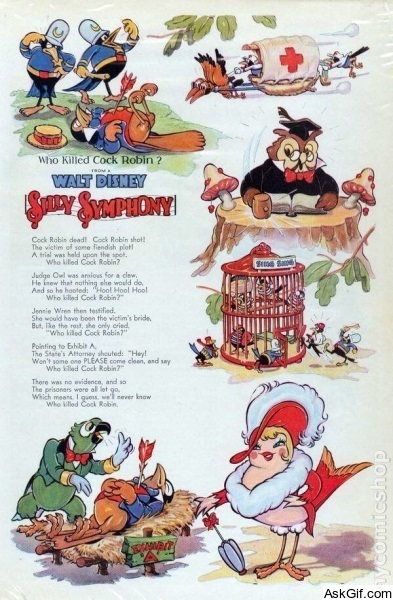 Who Killed Cock Robin?
FROM A
WALT DISNEY
SILLY SYMPHONY
Cock Robin dead! Cock Robin shot!
The victim of some fiendish plot!
A trial was held upon the spot.
Who killed Cock Robin?
Judge Owl was anxious for a clew.
He knew that nothing else would do,
And so he hooted: "Hoo! Hoo! Hoo!
Who killed Cock Robin?"
Jennie Wren then testified.
She would have been the victim's bride,
But, like the rest, she only cried,
"Who killed Cock Robin?"
Pointing to Exhibit A,
The State's Attorney shouted: "Hey!
Won't some one PLEASE come clean, and say
Who killed Cock Robin?"
There was no evidence, and so
The prisoners were all let go,
Which means, I guess, we'll never know
Who killed Cock Robin.
SING SING
EXHIBIT
A
mycomicshop
AskGif.com